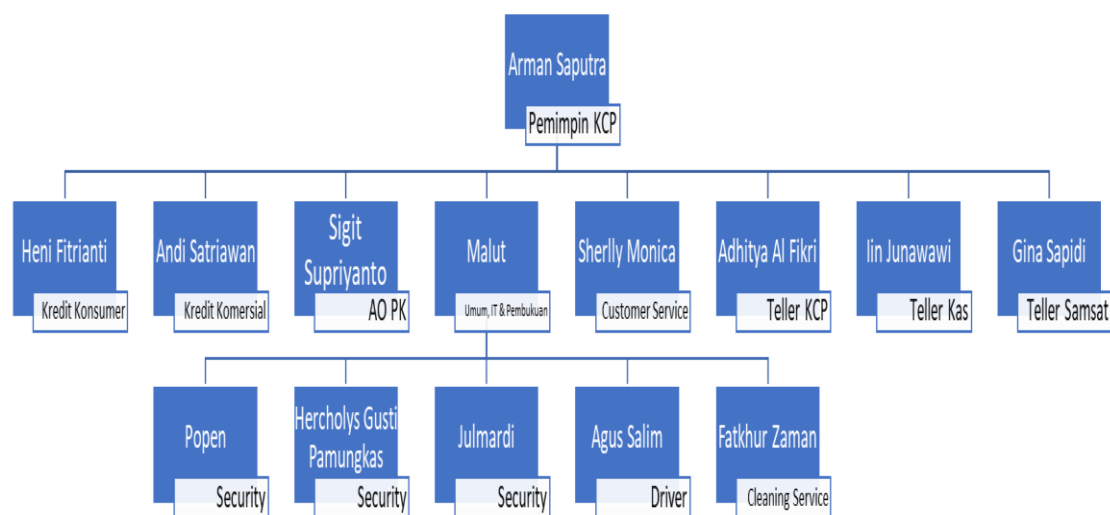 Arman Saputra
Pemimpin KCP
Heni Fitrianti
Kredit Konsumer
Andi Satriawan
Kredit Komersial
Sigit
Supriyanto
AO PK
Malut
Umum, IT & Pembukuan
Sherlly Monica
Customer Service
Adhitya Al Fikri
Teller KCP
Iin Junawawi
Teller Kas
Gina Sapidi
Teller Samsat
Popen
Security
Hercholys Gusti
Pamungkas
Security
Julmardi
Security
Agus Salim
Driver
Fatkhur Zaman
Cleaning Service